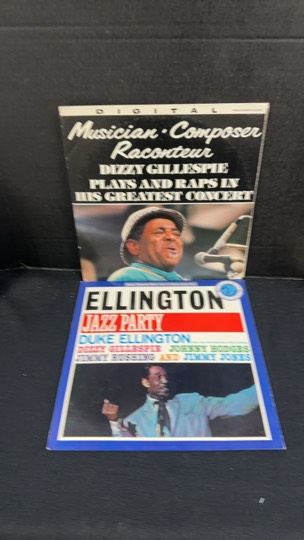 DIGITAL
Musician · Composer
Raconteur
DIZZY GILLESPIE
PLAYS AND RAPS IN
HIS GREATEST CONCERT
ELLINGTON
JAZZ PARTY
DUKE ELLINGTON
DIZZY GILLESPIE JOHNNY HODGES
JIMMY RUSHING AND JIMMY JONES